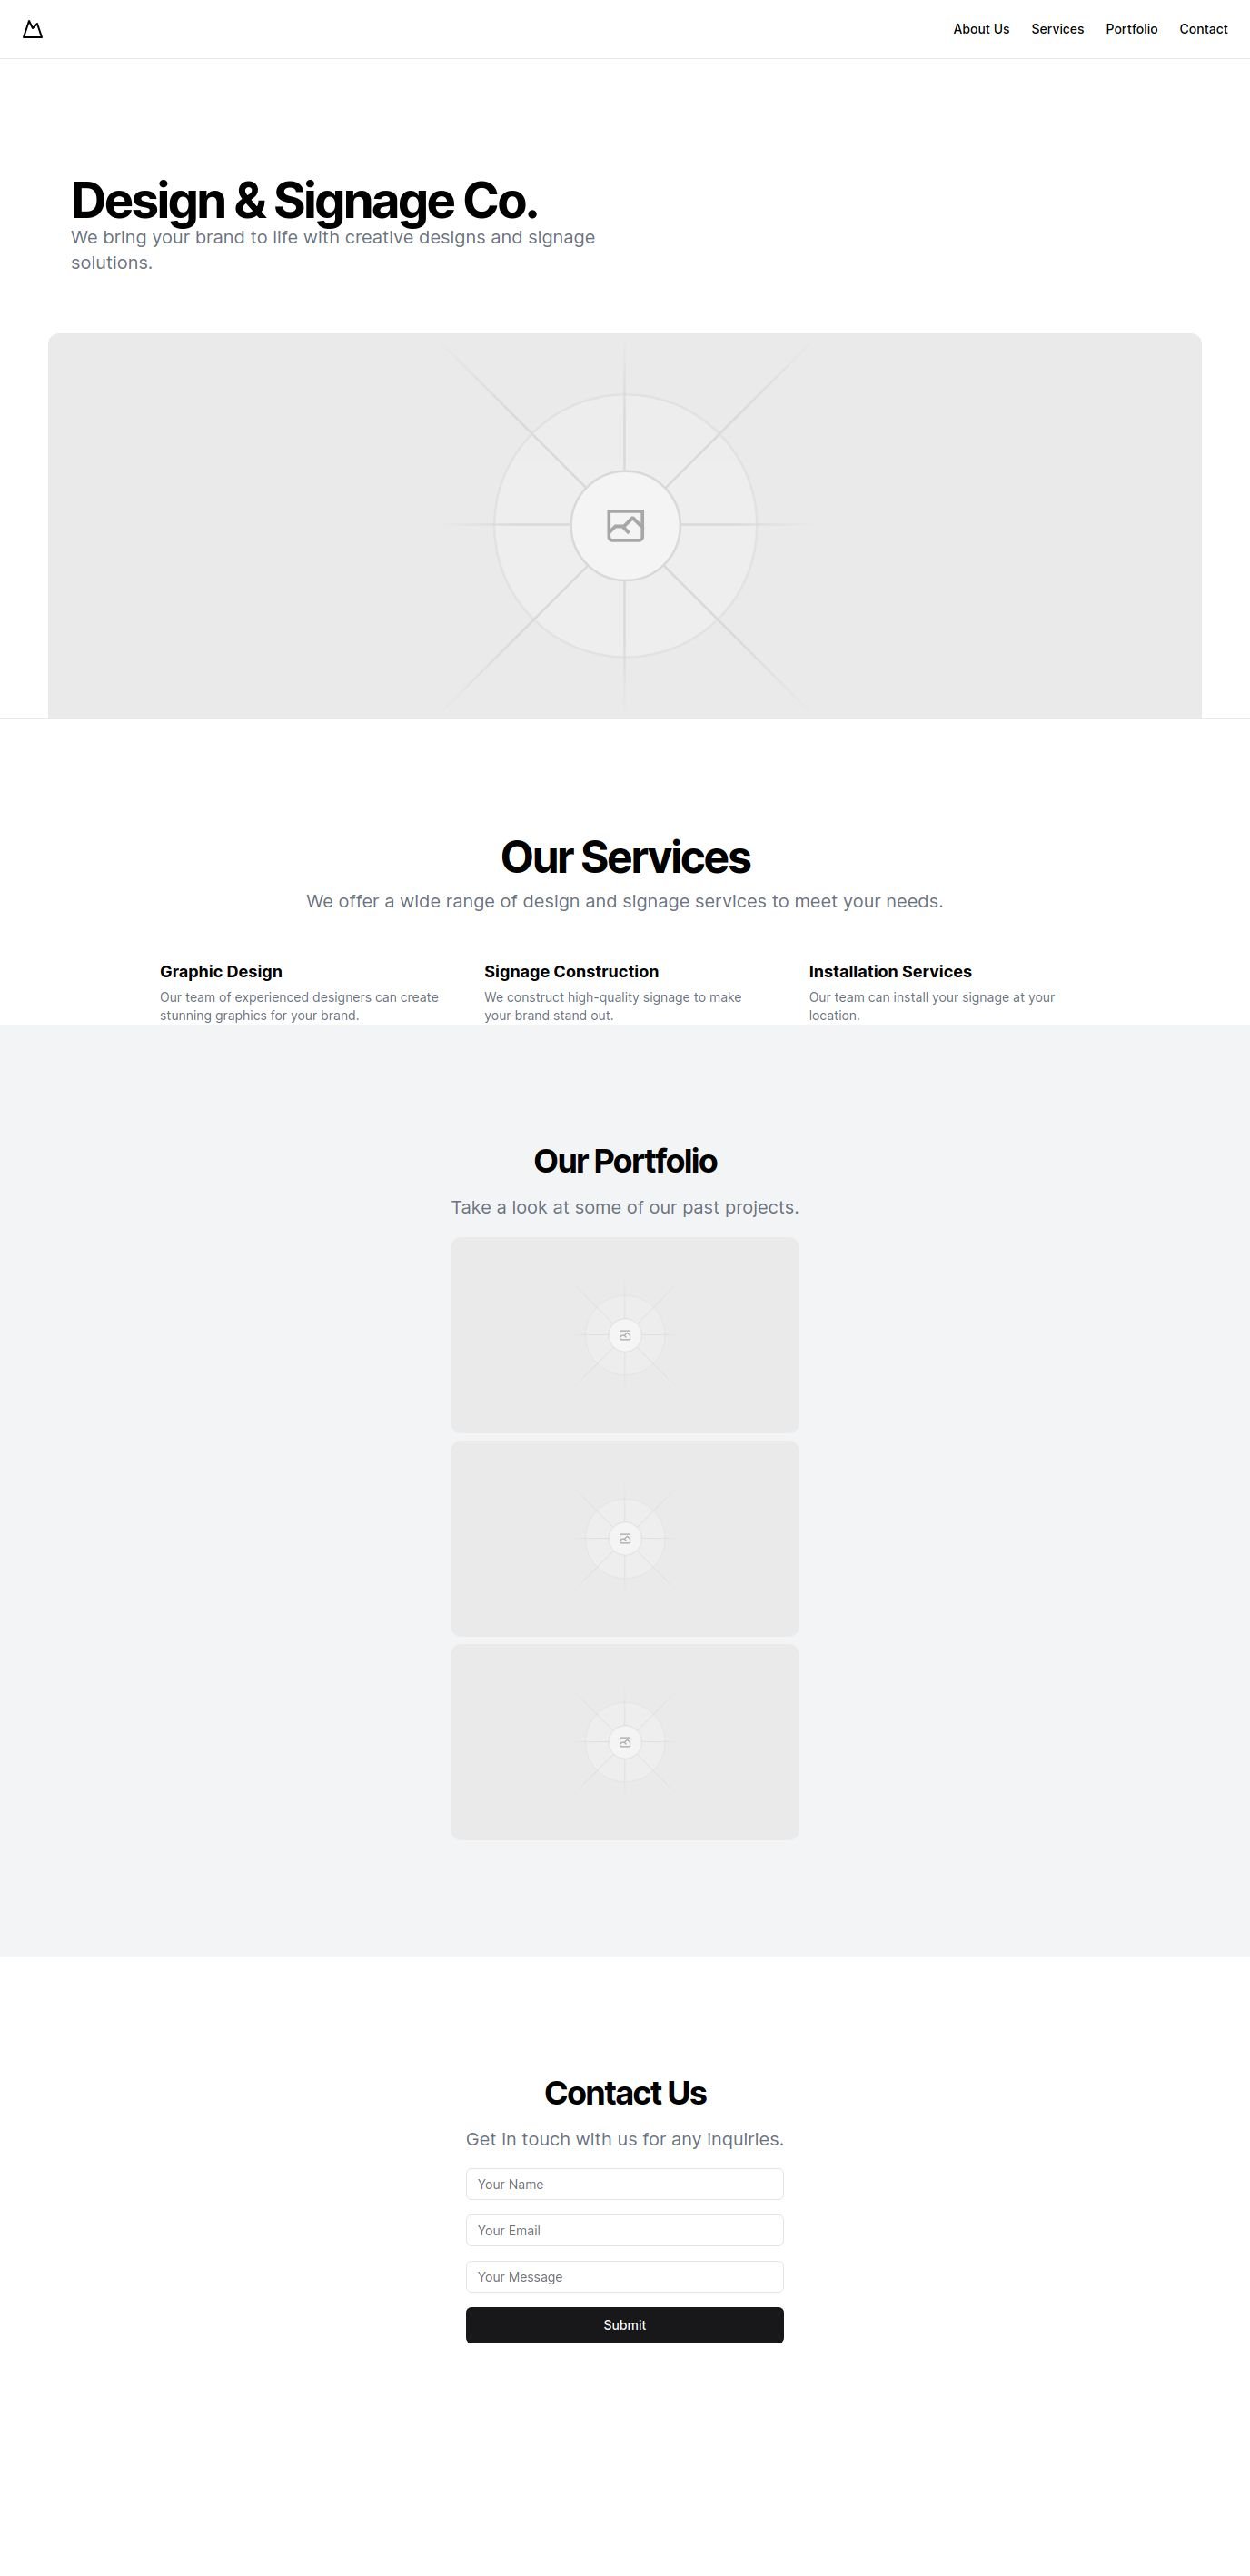 About Us
Services
Portfolio
Contact
Design & Signage Co.
We bring your brand to life with creative designs and signage
solutions.
Our Services
We offer a wide range of design and signage services to meet your needs.
Graphic Design
Our team of experienced designers can create
stunning graphics for your brand.
Signage Construction
We construct high-quality signage to make
your brand stand out.
Installation Services
Our team can install your signage at your
location.
Our Portfolio
Take a look at some of our past projects.
Contact Us
Get in touch with us for any inquiries.
Your Name
Your Email
Your Message
Submit